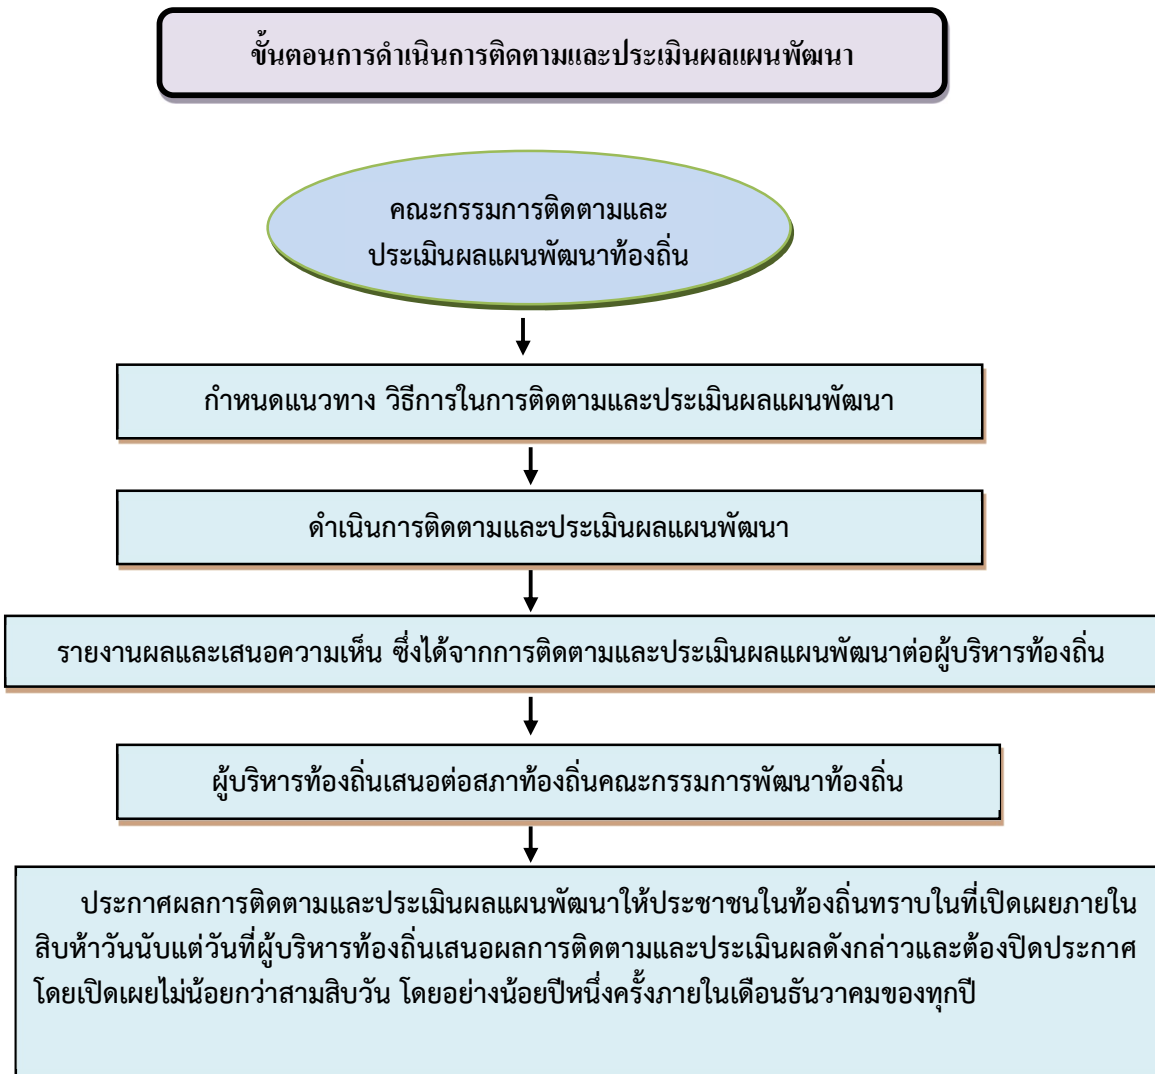 ขั้นตอนการดำเนินการติดตามและประเมินผลแผนพัฒนา
คณะกรรมการติดตามและ
ประเมินผลแผนพัฒนาท้องถิ่น
กำหนดแนวทาง วิธีการในการติดตามและประเมินผลแผนพัฒนา
ดำเนินการติดตามและประเมินผลแผนพัฒนา
รายงานผลและเสนอความเห็น ซึ่งได้จากการติดตามและประเมินผลแผนพัฒนาต่อผู้บริหารท้องถิ่น
ผู้บริหารท้องถิ่นเสนอต่อสภาท้องถิ่นคณะกรรมการพัฒนาท้องถิ่น
ประกาศผลการติดตามและประเมินผลแผนพัฒนาให้ประชาชนในท้องถิ่นทราบในที่เปิดเผยภายใน
สิบห้าวันนับแต่วันที่ผู้บริหารท้องถิ่นเสนอผลการติดตามและประเมินผลดังกล่าวและต้องปิดประกาศ
โดยเปิดเผยไม่น้อยกว่าสามสิบวัน โดยอย่างน้อยปีหนึ่งครั้งภายในเดือนธันวาคมของทุกปี